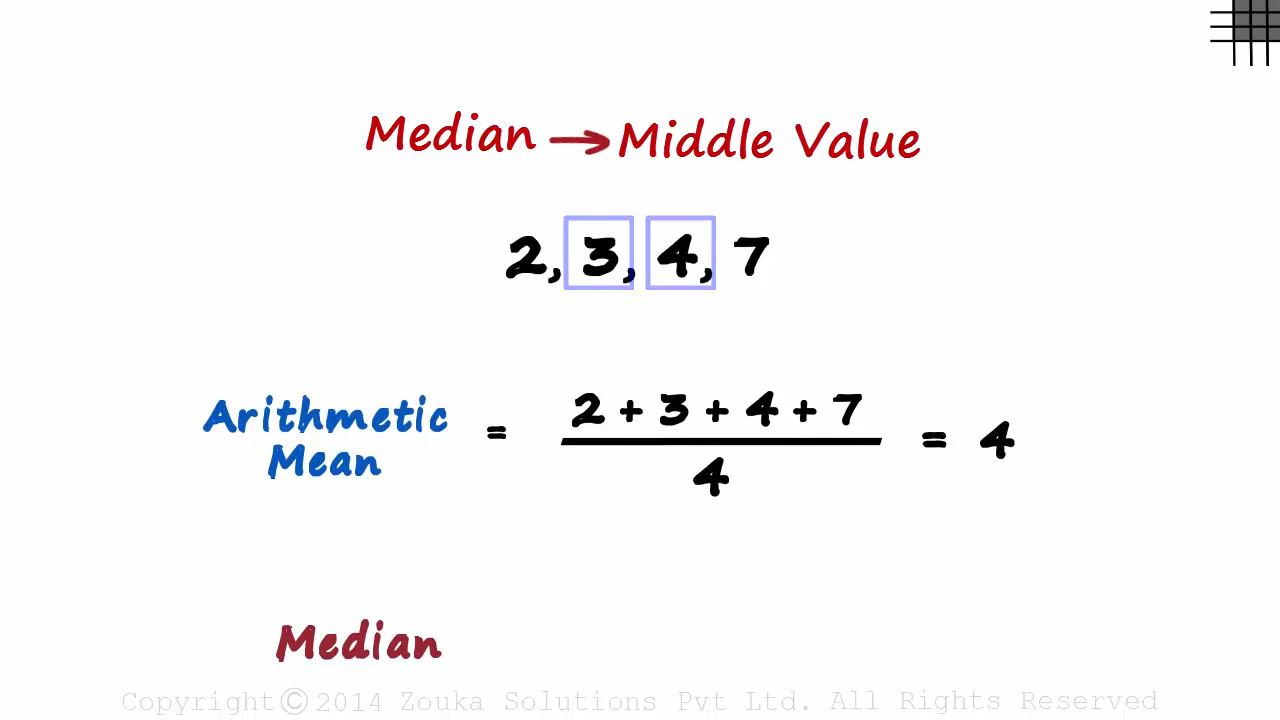 Median → Middle Value
2, 3, 4, 7
Arithmetic Mean = 2 + 3 + 4 + 7 / 4 = 4
Median
Copyright © 2014 Zouka Solutions Pvt Ltd. All Rights Reserved